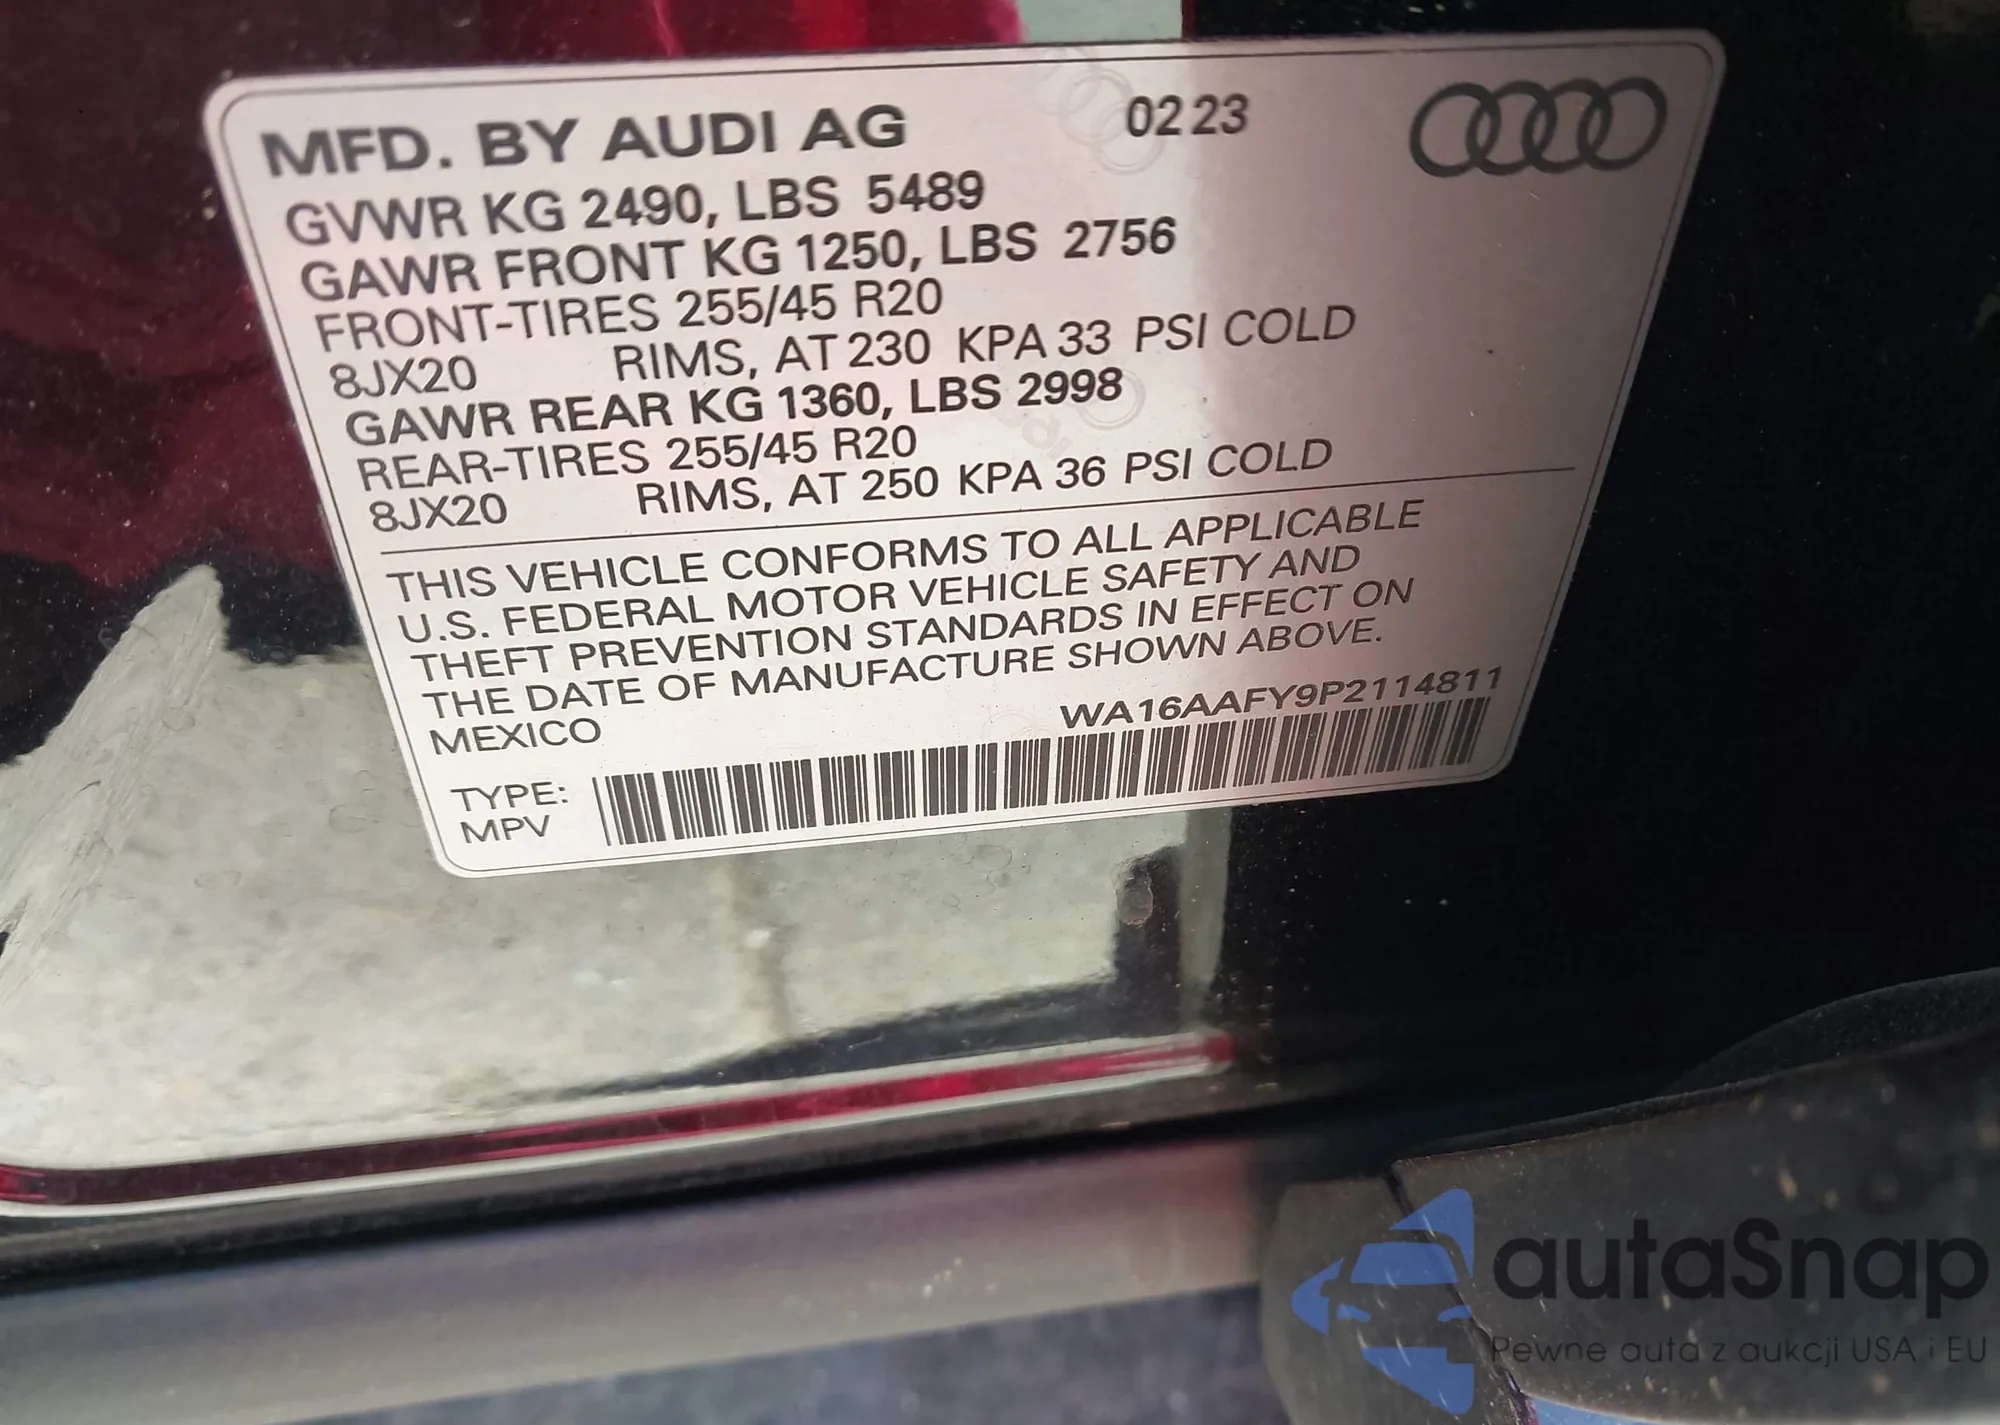 MFD. BY AUDI AG 02 23
GVWR KG 2490, LBS 5489
GAWR FRONT KG 1250, LBS 2756
FRONT-TIRES 255/45 R20
8JX20 RIMS, AT 230 KPA 33 PSI COLD
GAWR REAR KG 1360, LBS 2998
REAR-TIRES 255/45 R20
8JX20 RIMS, AT 250 KPA 36 PSI COLD
THIS VEHICLE CONFORMS TO ALL APPLICABLE
U.S. FEDERAL MOTOR VEHICLE SAFETY AND
THEFT PREVENTION STANDARDS IN EFFECT ON
THE DATE OF MANUFACTURE SHOWN ABOVE.
MEXICO WA16AAFY9P2114811
TYPE:
MPV
autaSnap
Pewne auta z aukcji USA i EU